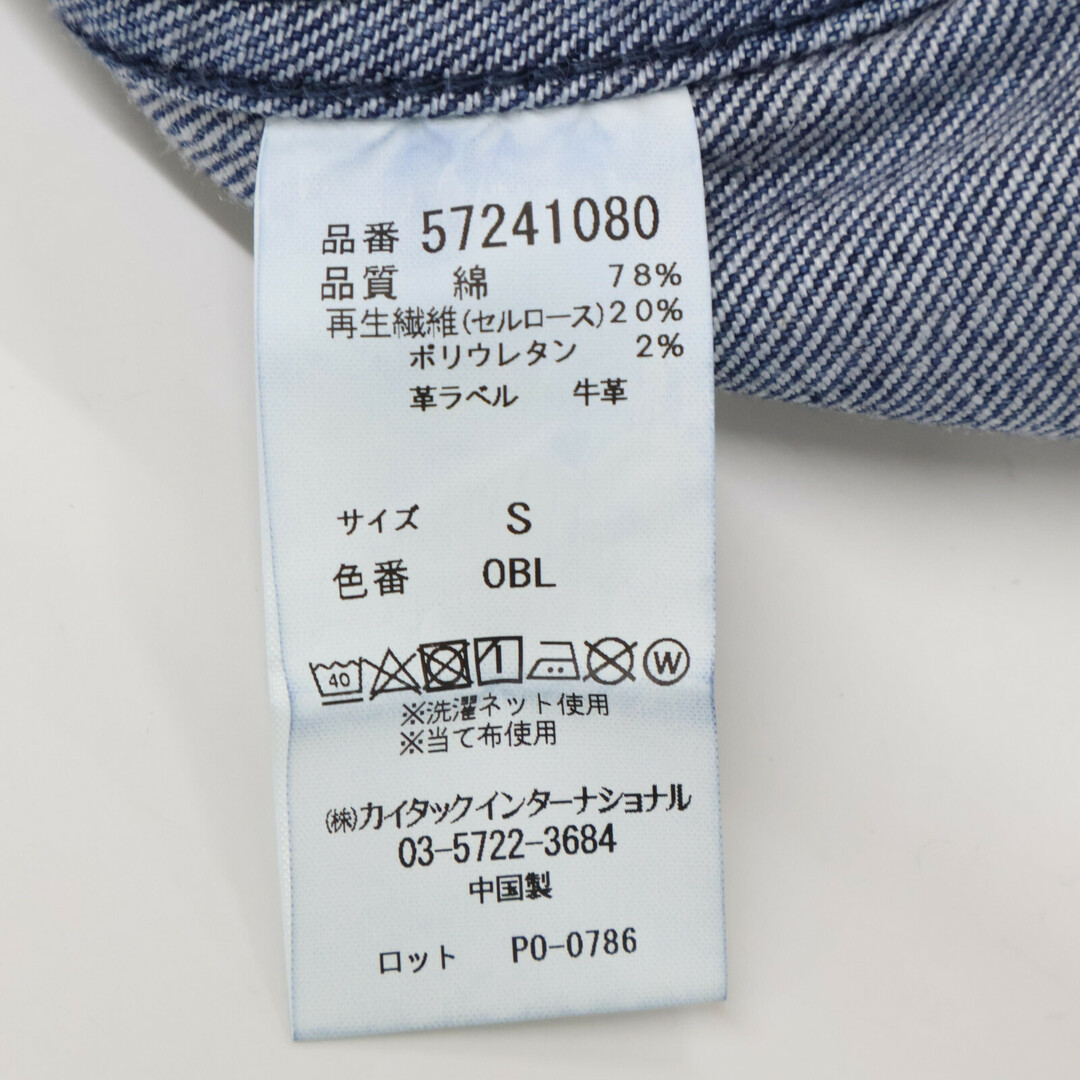 品番 57241080
品質 綿 78%
再生繊維(セルロース)20%
ポリウレタン 2%
革ラベル 牛革
サイズ S
色番 0BL
40 W
※洗濯ネット使用
※当て布使用
㈱カイタックインターナショナル
03-5722-3684
中国製
ロット P0-0786